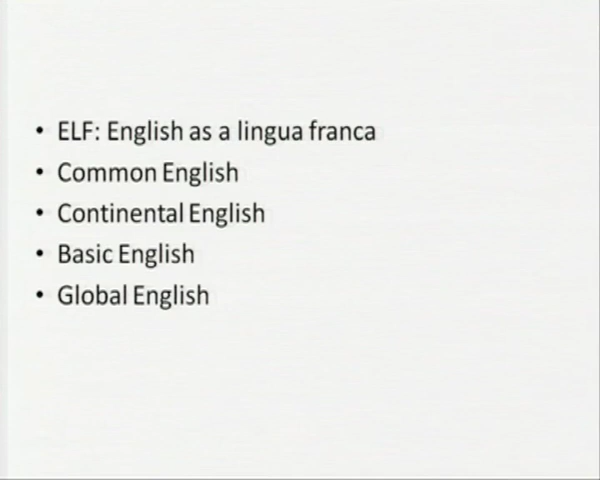 • ELF: English as a lingua franca
• Common English
• Continental English
• Basic English
• Global English